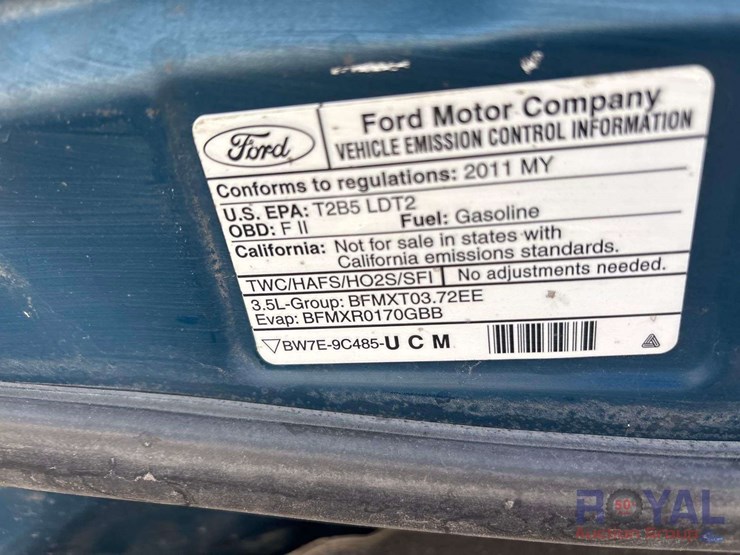 Ford
Ford Motor Company
VEHICLE EMISSION CONTROL INFORMATION
Conforms to regulations: 2011 MY
U.S. EPA: T2B5 LDT2
OBD: F II Fuel: Gasoline
California: Not for sale in states with
California emissions standards.
TWC/HAFS/HO2S/SFI No adjustments needed.
3.5L-Group: BFMXT03.72EE
Evap: BFMXR0170GBB
BW7E-9C485-U C M
ROYAL